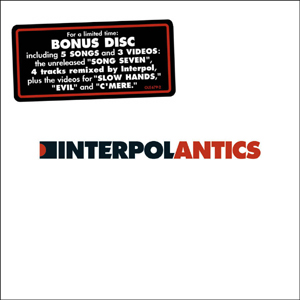 For a limited time:
BONUS DISC
including 5 SONGS and 3 VIDEOS:
the unreleased "SONG SEVEN",
4 tracks remixed by Interpol,
plus the videos for "SLOW HANDS,"
"EVIL" and "C'MERE."
INTERPOLANTICS